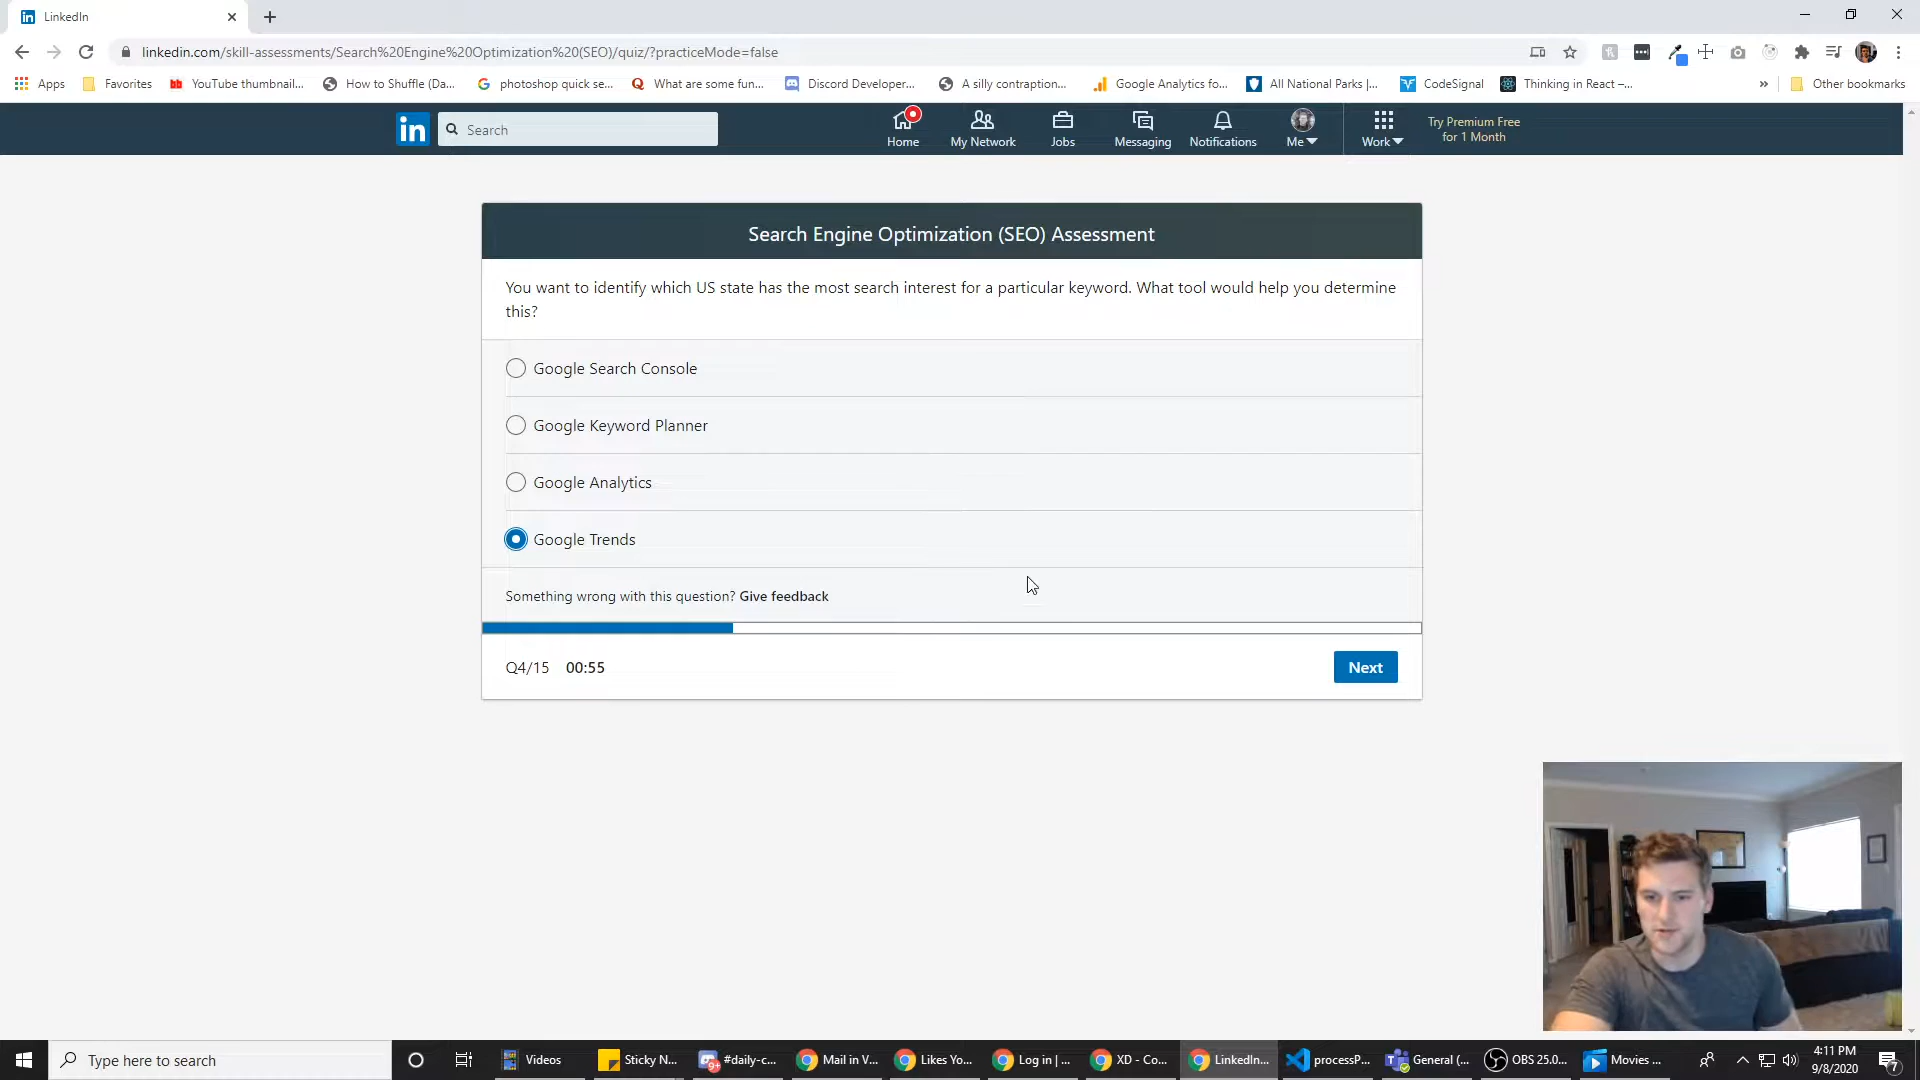 LinkedIn
linkedin.com/skill-assessments/Search%20Engine%20Optimization%20(SEO)/quiz/?practiceMode=false
Apps
Favorites
YouTube thumbnail...
How to Shuffle (Da...
photoshop quick se...
What are some fun...
Discord Developer...
A silly contraption...
Google Analytics fo...
All National Parks |...
CodeSignal
Thinking in React –...
»
Other bookmarks
in
Search
Home
My Network
Jobs
Messaging
Notifications
Me
Work
Try Premium Free
for 1 Month
Search Engine Optimization (SEO) Assessment
You want to identify which US state has the most search interest for a particular keyword. What tool would help you determine
this?
Google Search Console
Google Keyword Planner
Google Analytics
Google Trends
Something wrong with this question? Give feedback
Q4/15 00:55
Next
Type here to search
Videos
Sticky N...
#daily-c...
Mail in V...
Likes Yo...
Log in | ...
XD - Co...
LinkedIn...
processP...
General (...
OBS 25.0...
Movies ...
4:11 PM
9/8/2020
7